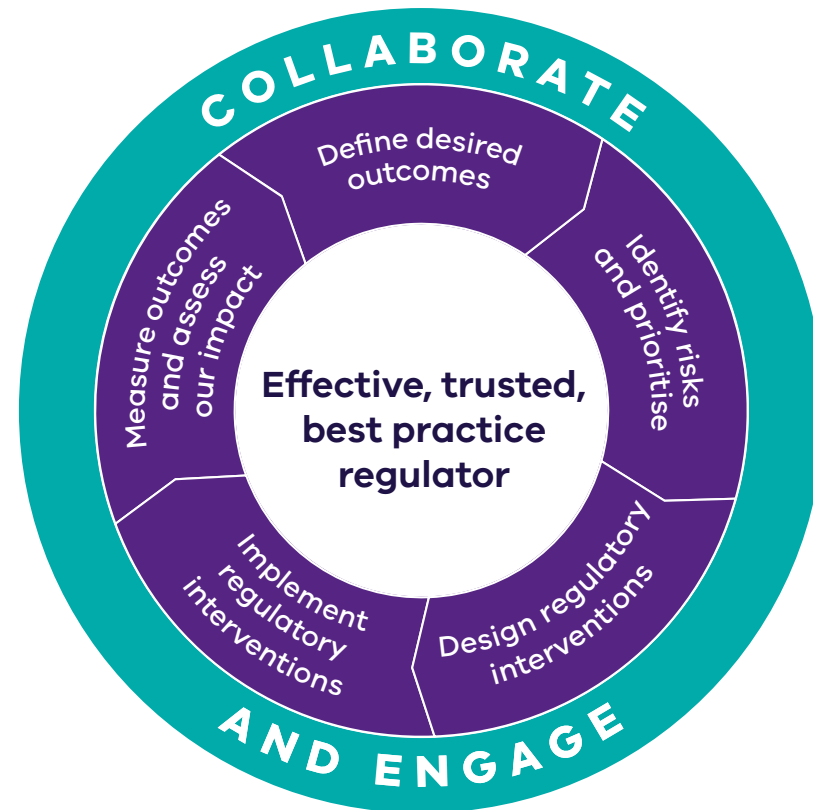 COLLABORATE
Define desired
outcomes
Identify risks
and prioritise
Design regulatory
interventions
Implement
regulatory
interventions
Measure outcomes
and assess
our impact
Effective, trusted,
best practice
regulator
AND ENGAGE